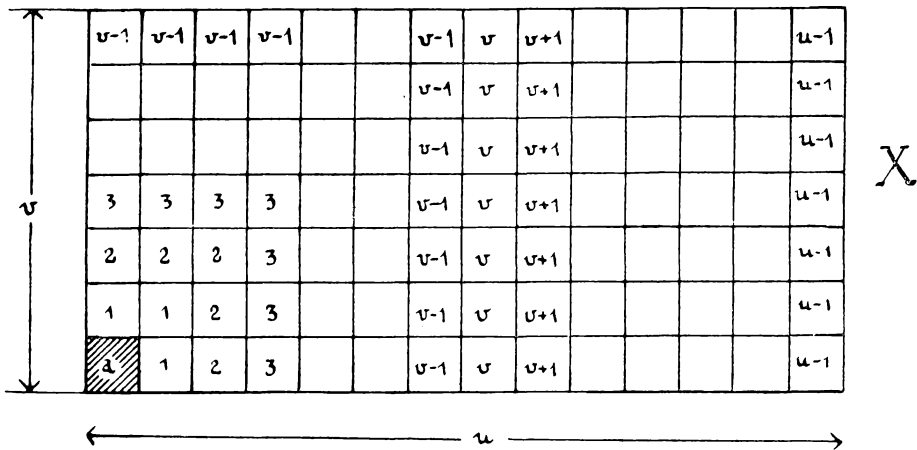 v-1 v-1 v-1 v-1 v-1 v v+1 u-1
v-1 v v+1 u-1
v-1 v v+1 u-1
X
3 3 3 3 v-1 v v+1 u-1
v
2 2 2 3 v-1 v v+1 u-1
1 1 2 3 v-1 v v+1 u-1
a 1 2 3 v-1 v v+1 u-1
u